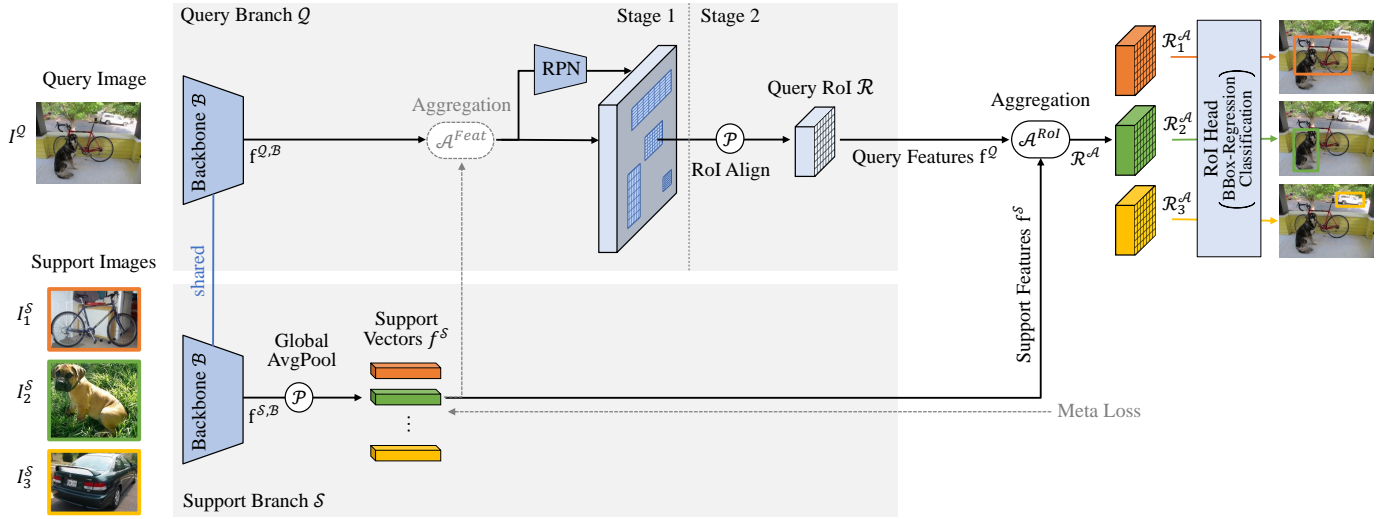 Query Branch 𝒬
Stage 1
Stage 2
Query Image
I^𝒬
Backbone ℬ
f^{𝒬,ℬ}
Aggregation
𝒜^{Feat}
RPN
𝒫
RoI Align
Query RoI ℛ
Query Features f^𝒬
Aggregation
𝒜^{RoI}
ℛ^𝒜
ℛ_1^𝒜
ℛ_2^𝒜
ℛ_3^𝒜
RoI Head
(BBox-Regression
Classification)
shared
Support Images
I_1^𝒮
I_2^𝒮
I_3^𝒮
Backbone ℬ
f^{𝒮,ℬ}
Global
AvgPool
𝒫
Support
Vectors f^𝒮
⋮
Support Features f^𝒮
Meta Loss
Support Branch 𝒮